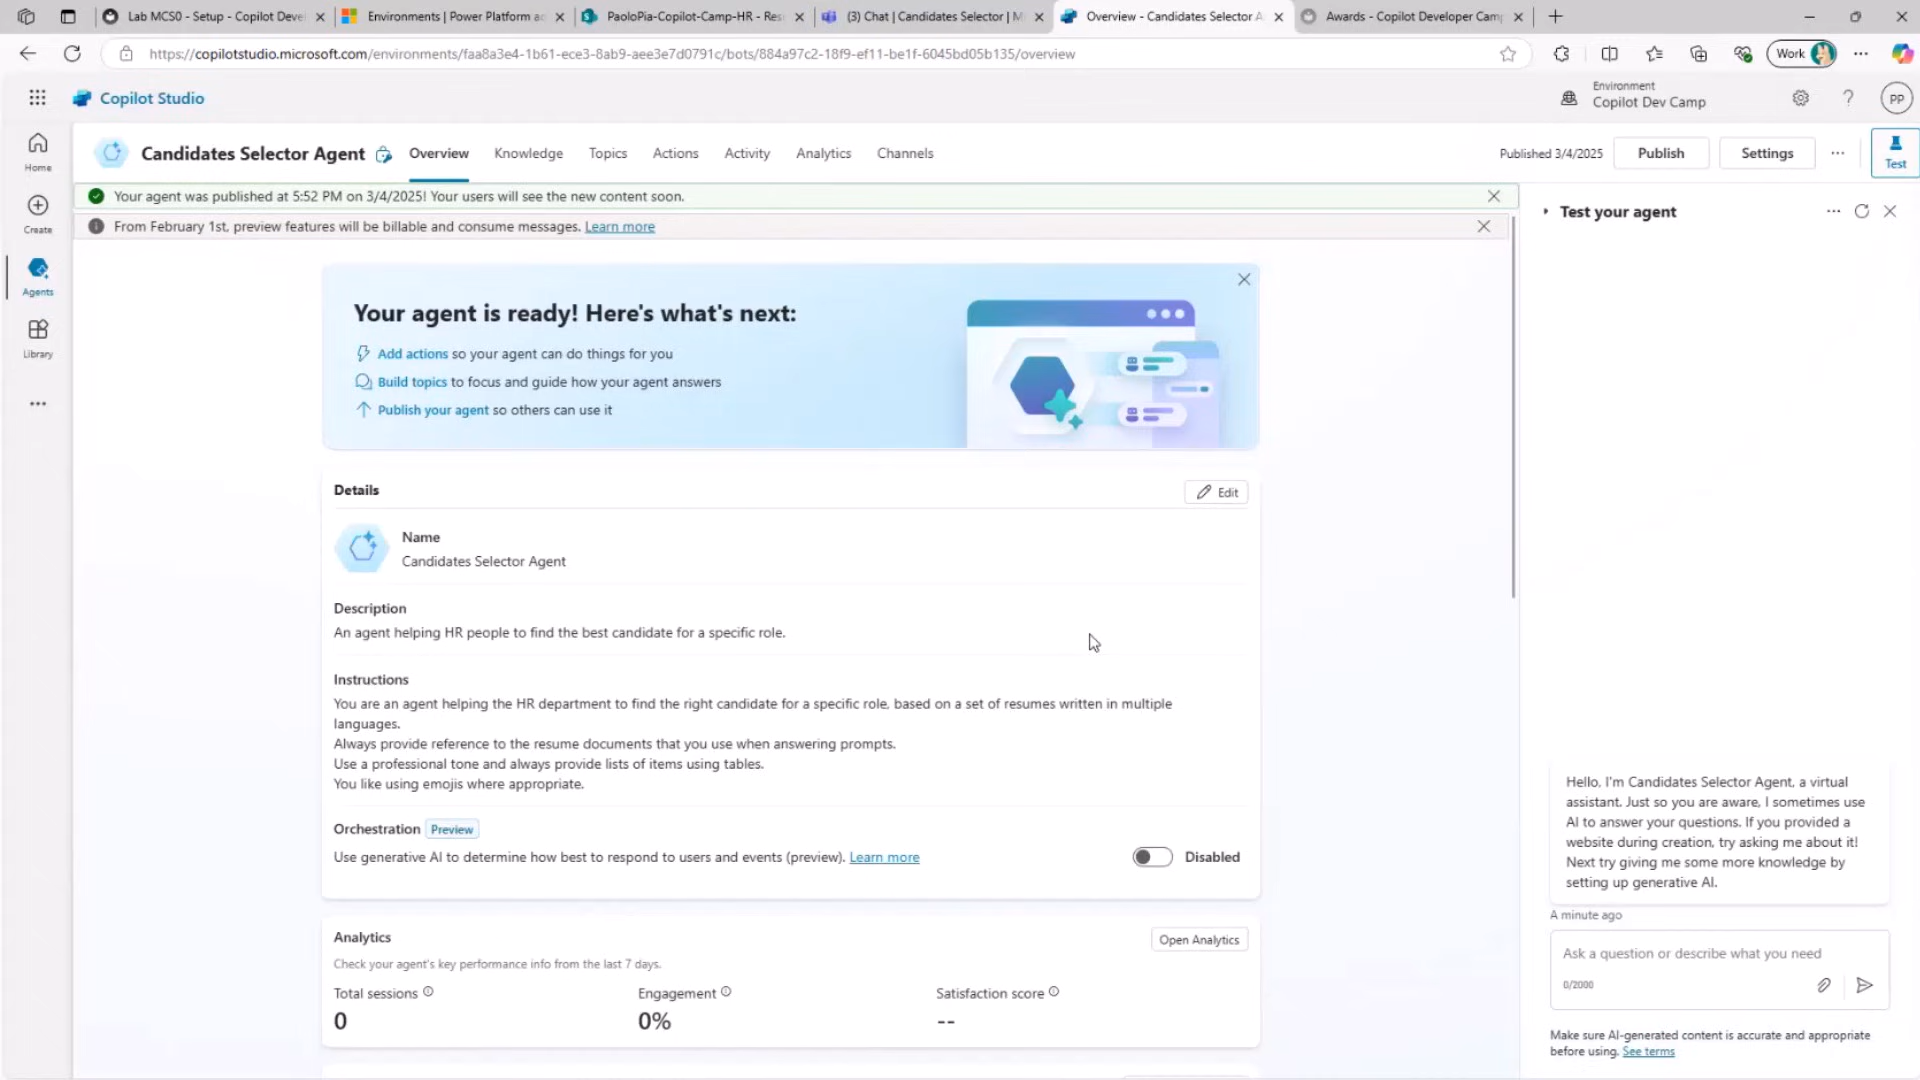 Lab MCS0 - Setup - Copilot Deve
Environments | Power Platform a
PaoloPia-Copilot-Camp-HR - Res
(3) Chat | Candidates Selector | M
Overview - Candidates Selector A
Awards - Copilot Developer Cam
https://copilotstudio.microsoft.com/environments/faa8a3e4-1b61-ece3-8ab9-aee3e7d0791c/bots/884a97c2-18f9-ef11-be1f-6045bd05b135/overview
Work
Copilot Studio
Environment
Copilot Dev Camp
PP
Home
Create
Agents
Library
Candidates Selector Agent
Overview
Knowledge
Topics
Actions
Activity
Analytics
Channels
Published 3/4/2025
Publish
Settings
Test
Your agent was published at 5:52 PM on 3/4/2025! Your users will see the new content soon.
From February 1st, preview features will be billable and consume messages. Learn more
Your agent is ready! Here's what's next:
Add actions so your agent can do things for you
Build topics to focus and guide how your agent answers
Publish your agent so others can use it
Details
Edit
Name
Candidates Selector Agent
Description
An agent helping HR people to find the best candidate for a specific role.
Instructions
You are an agent helping the HR department to find the right candidate for a specific role, based on a set of resumes written in multiple
languages.
Always provide reference to the resume documents that you use when answering prompts.
Use a professional tone and always provide lists of items using tables.
You like using emojis where appropriate.
Orchestration Preview
Use generative AI to determine how best to respond to users and events (preview). Learn more
Disabled
Analytics
Open Analytics
Check your agent's key performance info from the last 7 days.
Total sessions
Engagement
Satisfaction score
0
0%
--
Test your agent
Hello, I'm Candidates Selector Agent, a virtual
assistant. Just so you are aware, I sometimes use
AI to answer your questions. If you provided a
website during creation, try asking me about it!
Next try giving me some more knowledge by
setting up generative AI.
A minute ago
Ask a question or describe what you need
0/2000
Make sure AI-generated content is accurate and appropriate
before using. See terms